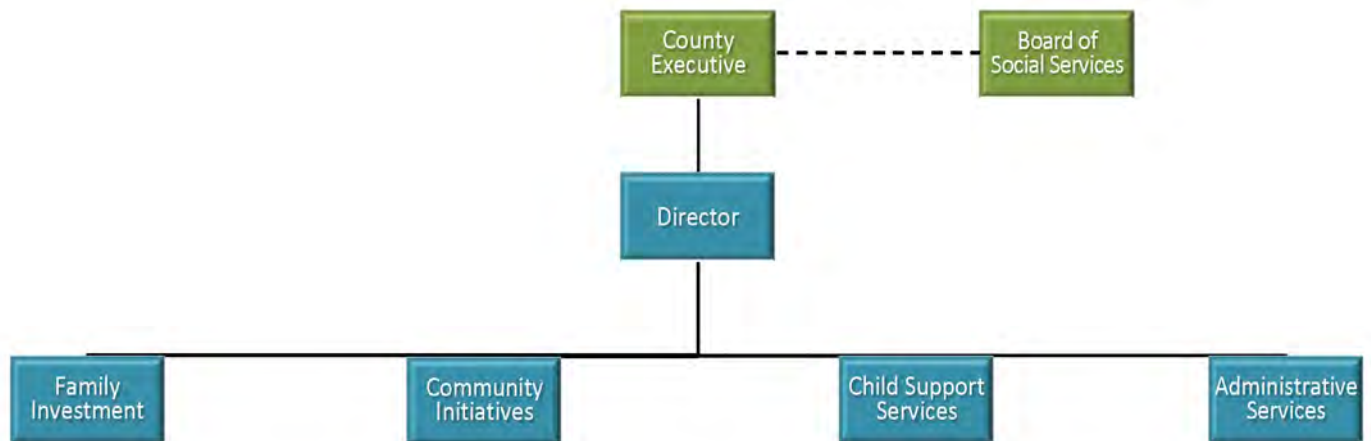 County
Executive
Board of
Social Services
Director
Family
Investment
Community
Initiatives
Child Support
Services
Administrative
Services